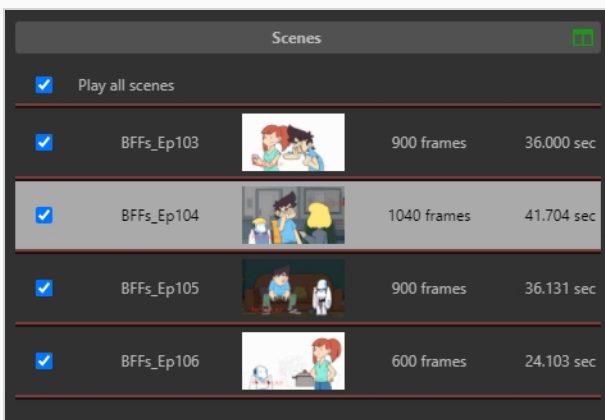 Scenes
Play all scenes
BFFs_Ep103 900 frames 36.000 sec
BFFs_Ep104 1040 frames 41.704 sec
BFFs_Ep105 900 frames 36.131 sec
BFFs_Ep106 600 frames 24.103 sec